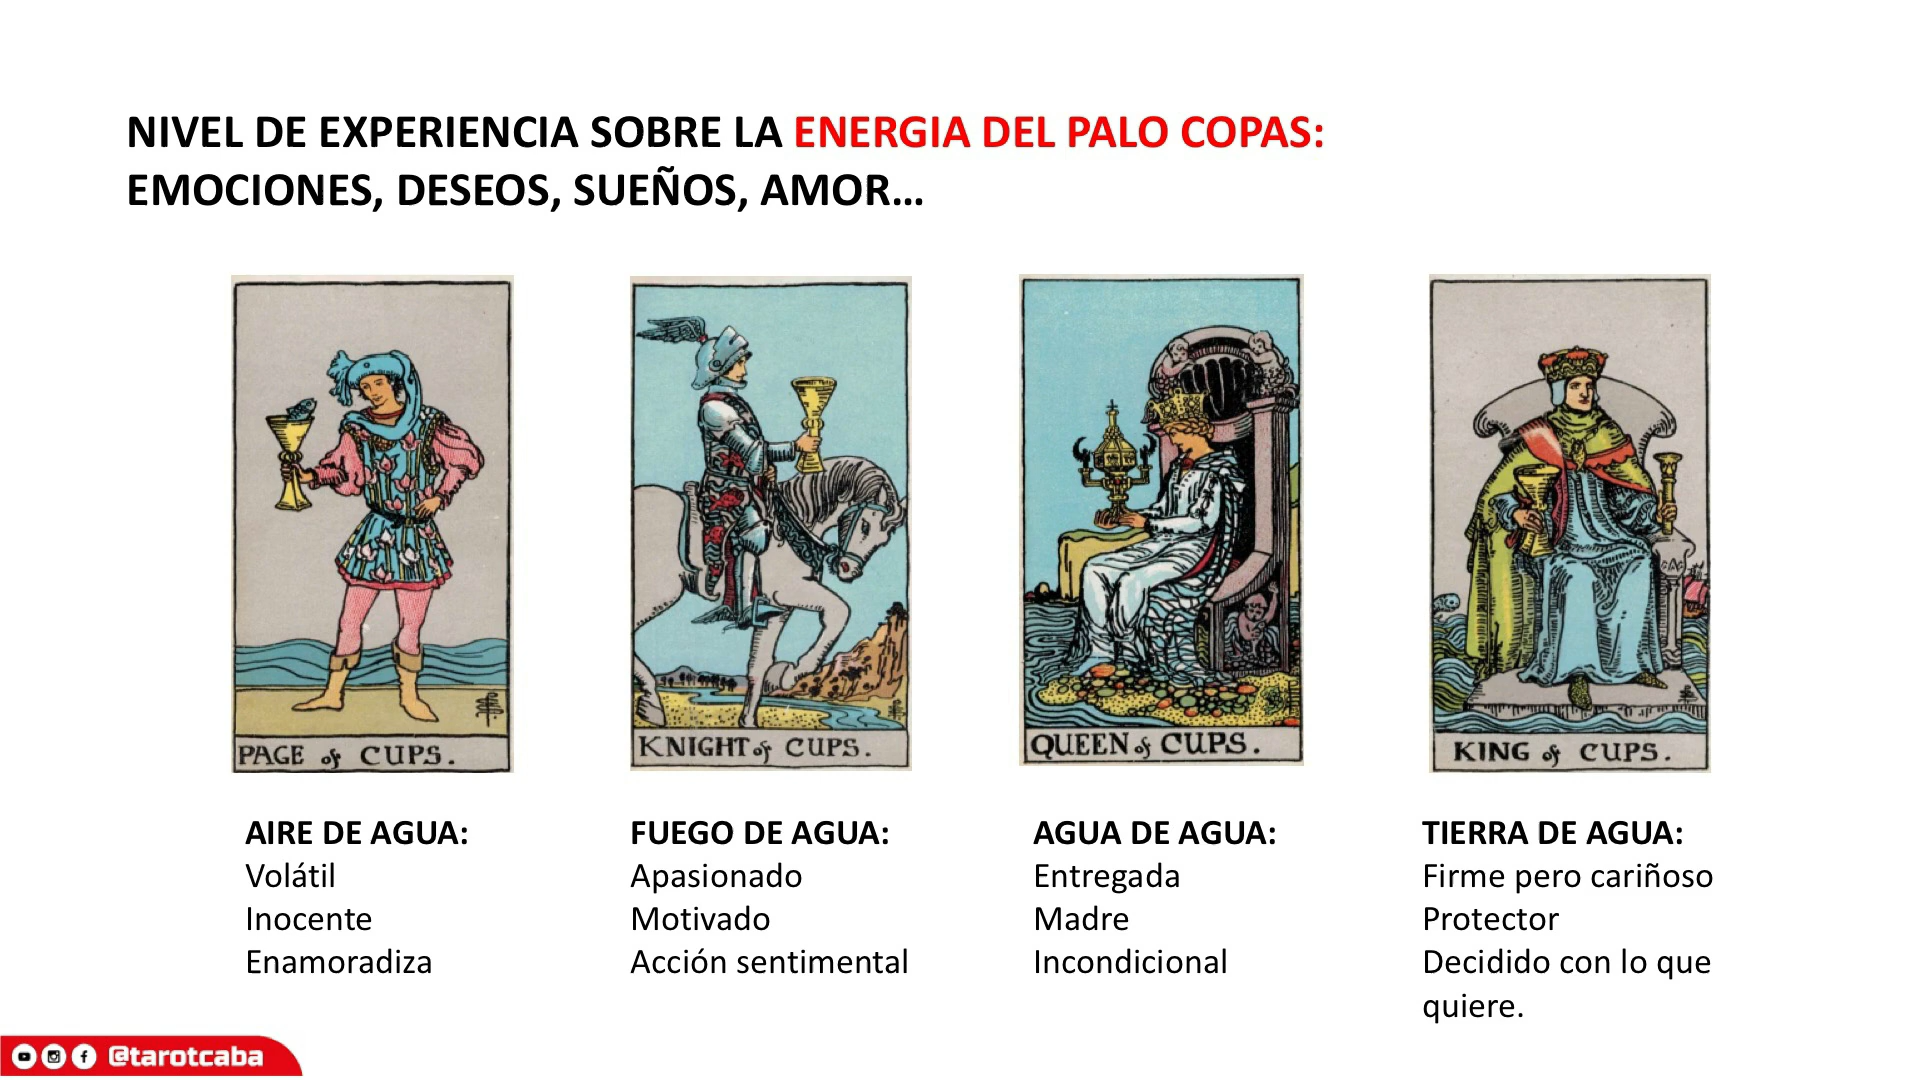 NIVEL DE EXPERIENCIA SOBRE LA ENERGIA DEL PALO COPAS:
EMOCIONES, DESEOS, SUEÑOS, AMOR...
PAGE of CUPS.
KNIGHT of CUPS.
QUEEN of CUPS.
KING of CUPS.
AIRE DE AGUA:
Volátil
Inocente
Enamoradiza
FUEGO DE AGUA:
Apasionado
Motivado
Acción sentimental
AGUA DE AGUA:
Entregada
Madre
Incondicional
TIERRA DE AGUA:
Firme pero cariñoso
Protector
Decidido con lo que
quiere.
@tarotcaba